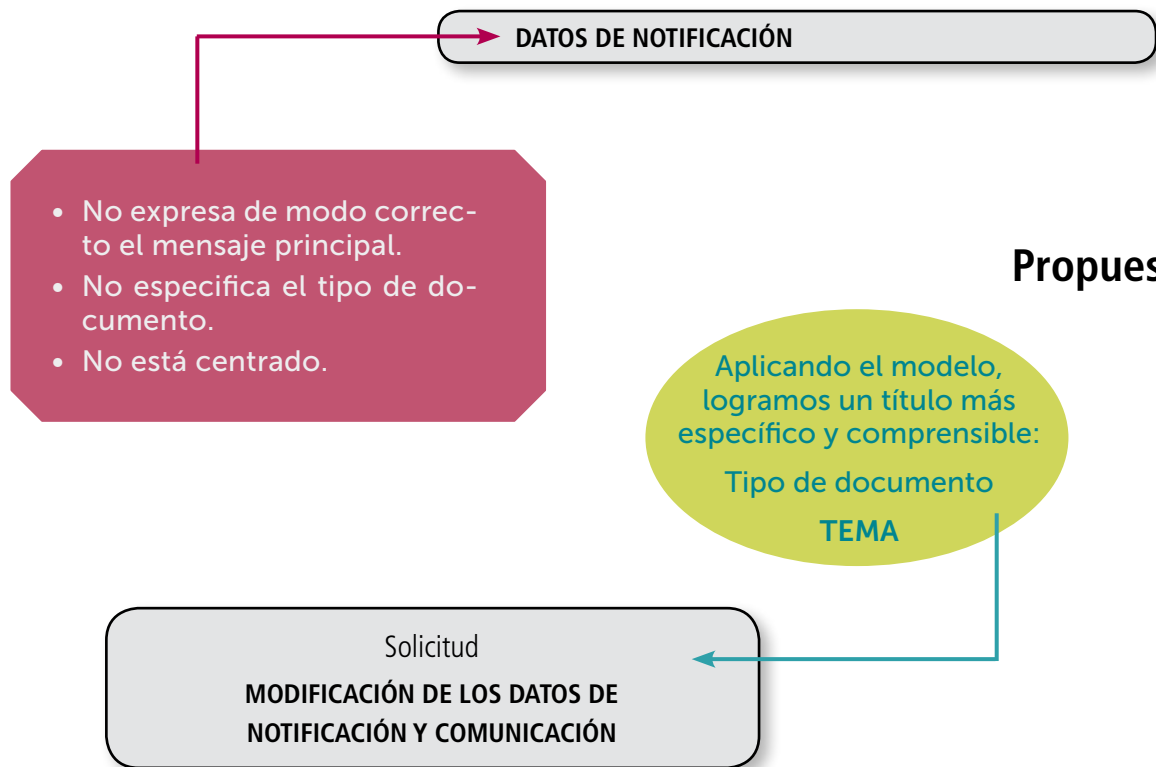 DATOS DE NOTIFICACIÓN
• No expresa de modo correc-
to el mensaje principal.
• No especifica el tipo de do-
cumento.
• No está centrado.
Propues
Aplicando el modelo,
logramos un título más
específico y comprensible:
Tipo de documento
TEMA
Solicitud
MODIFICACIÓN DE LOS DATOS DE
NOTIFICACIÓN Y COMUNICACIÓN